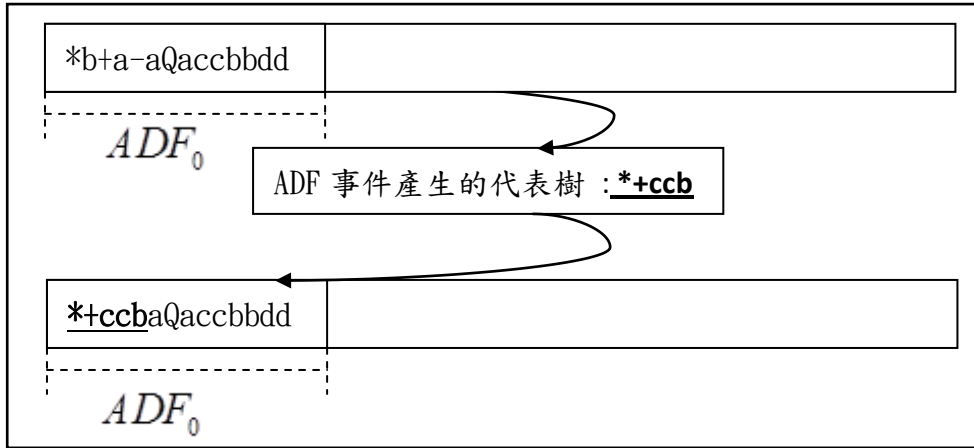 *b+a-aQaccbbdd
ADF₀
ADF 事件產生的代表樹 :*+ccb
*+ccbaQaccbbdd
ADF₀